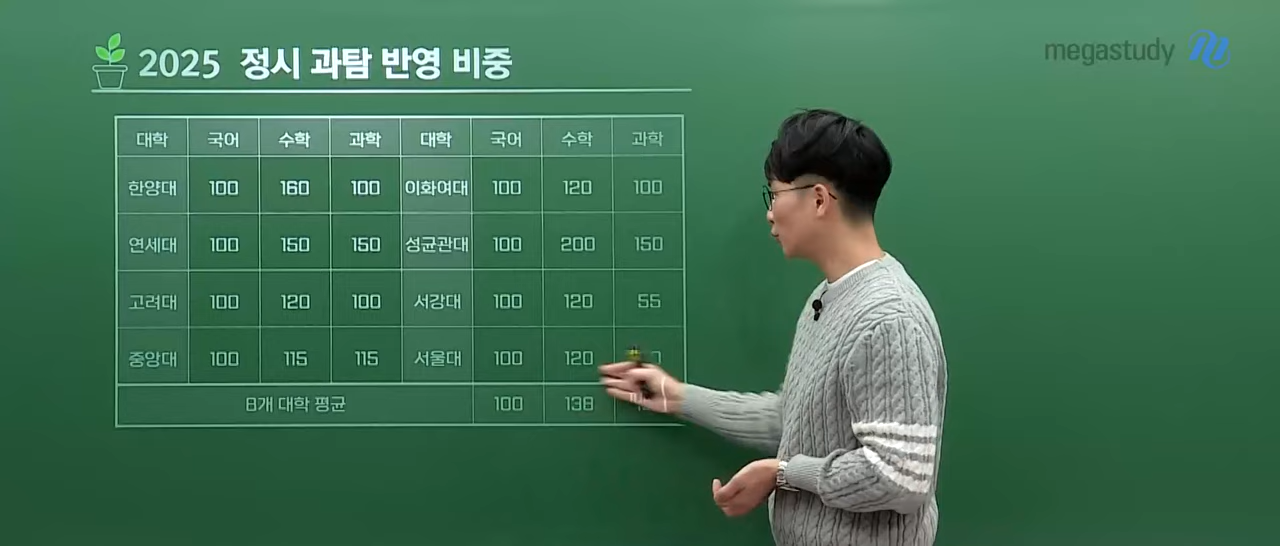 2025 정시 과탐 반영 비중
megastudy
대학 국어 수학 과학 대학 국어 수학 과학
한양대 100 160 100 이화여대 100 120 100
연세대 100 150 150 성균관대 100 200 150
고려대 100 120 100 서강대 100 120 55
중앙대 100 115 115 서울대 100 120
8개 대학 평균 100 138